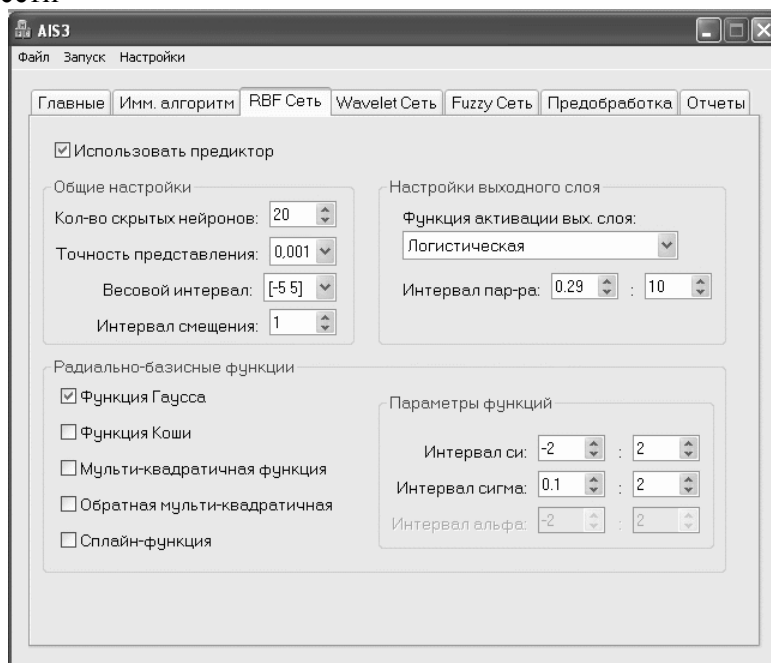 сети
AIS3
Файл Запуск Настройки
Главные Имм. алгоритм RBF Сеть Wavelet Сеть Fuzzy Сеть Предобработка Отчеты
Использовать предиктор
Общие настройки
Кол-во скрытых нейронов: 20
Точность представления: 0,001
Весовой интервал: [-5 5]
Интервал смещения: 1
Настройки выходного слоя
Функция активации вых. слоя:
Логистическая
Интервал пар-ра: 0.29 : 10
Радиально-базисные функции
Функция Гаусса
Функция Коши
Мульти-квадратичная функция
Обратная мульти-квадратичная
Сплайн-функция
Параметры функций
Интервал си: -2 : 2
Интервал сигма: 0.1 : 2
Интервал альфа: -2 : 2